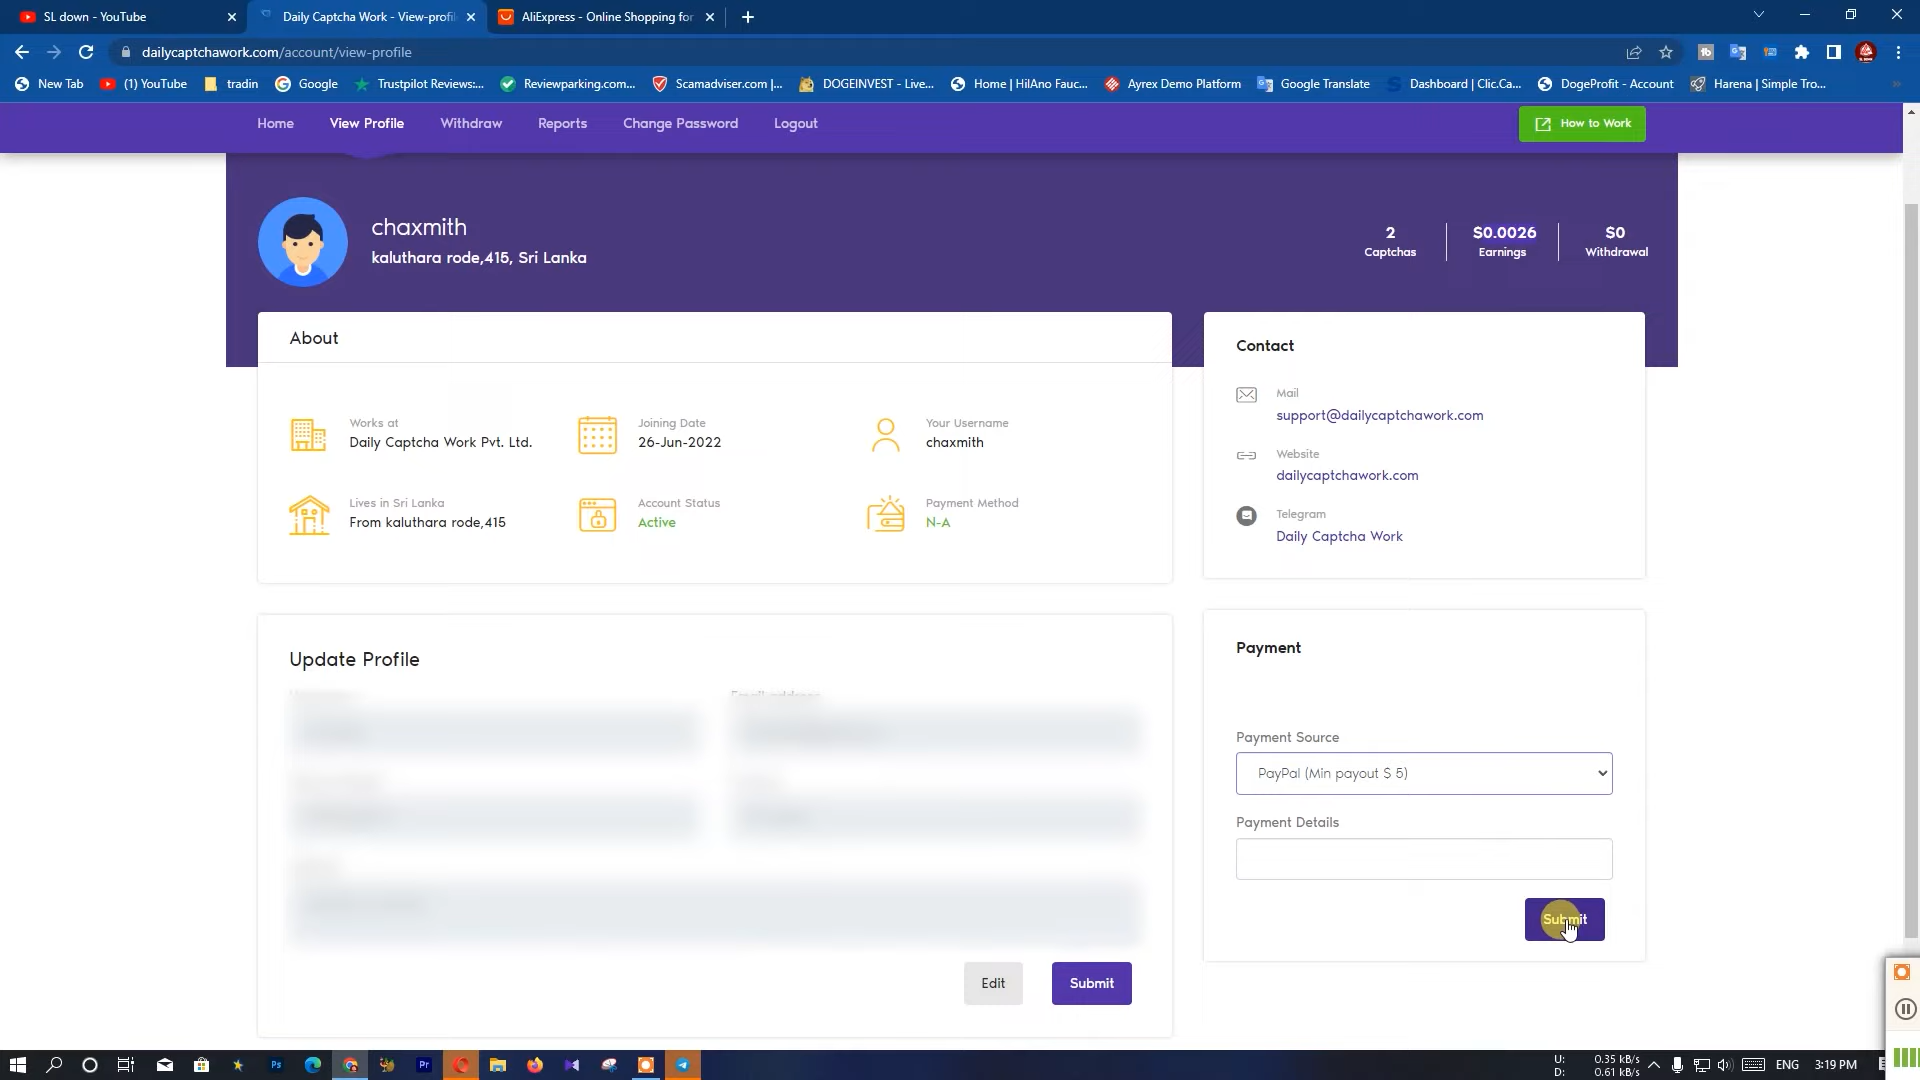 SL down - YouTube
Daily Captcha Work - View-profil
AliExpress - Online Shopping for
dailycaptchawork.com/account/view-profile
New Tab
(1) YouTube
tradin
Google
Trustpilot Reviews:...
Reviewparking.com...
Scamadviser.com |...
DOGEINVEST - Live...
Home | HilAno Fauc...
Ayrex Demo Platform
Google Translate
Dashboard | Clic.Ca...
DogeProfit - Account
Harena | Simple Tro...
Home
View Profile
Withdraw
Reports
Change Password
Logout
How to Work
chaxmith
kaluthara rode,415, Sri Lanka
2
Captchas
$0.0026
Earnings
$0
Withdrawal
About
Works at
Daily Captcha Work Pvt. Ltd.
Joining Date
26-Jun-2022
Your Username
chaxmith
Lives in Sri Lanka
From kaluthara rode,415
Account Status
Active
Payment Method
N-A
Contact
Mail
support@dailycaptchawork.com
Website
dailycaptchawork.com
Telegram
Daily Captcha Work
Update Profile
Email address
Edit
Submit
Payment
Payment Source
PayPal (Min payout $ 5)
Payment Details
Submit
U: 0.35 kB/s
D: 0.61 kB/s
ENG
3:19 PM